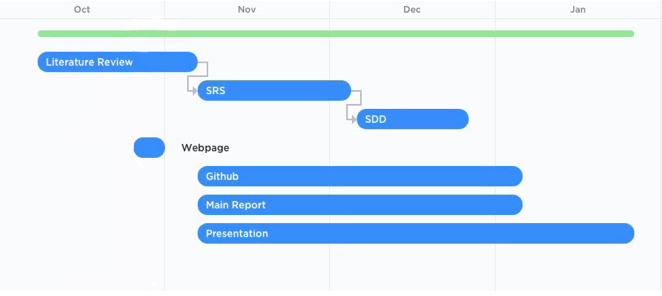 Oct Nov Dec Jan
Literature Review
SRS
SDD
Webpage
Github
Main Report
Presentation